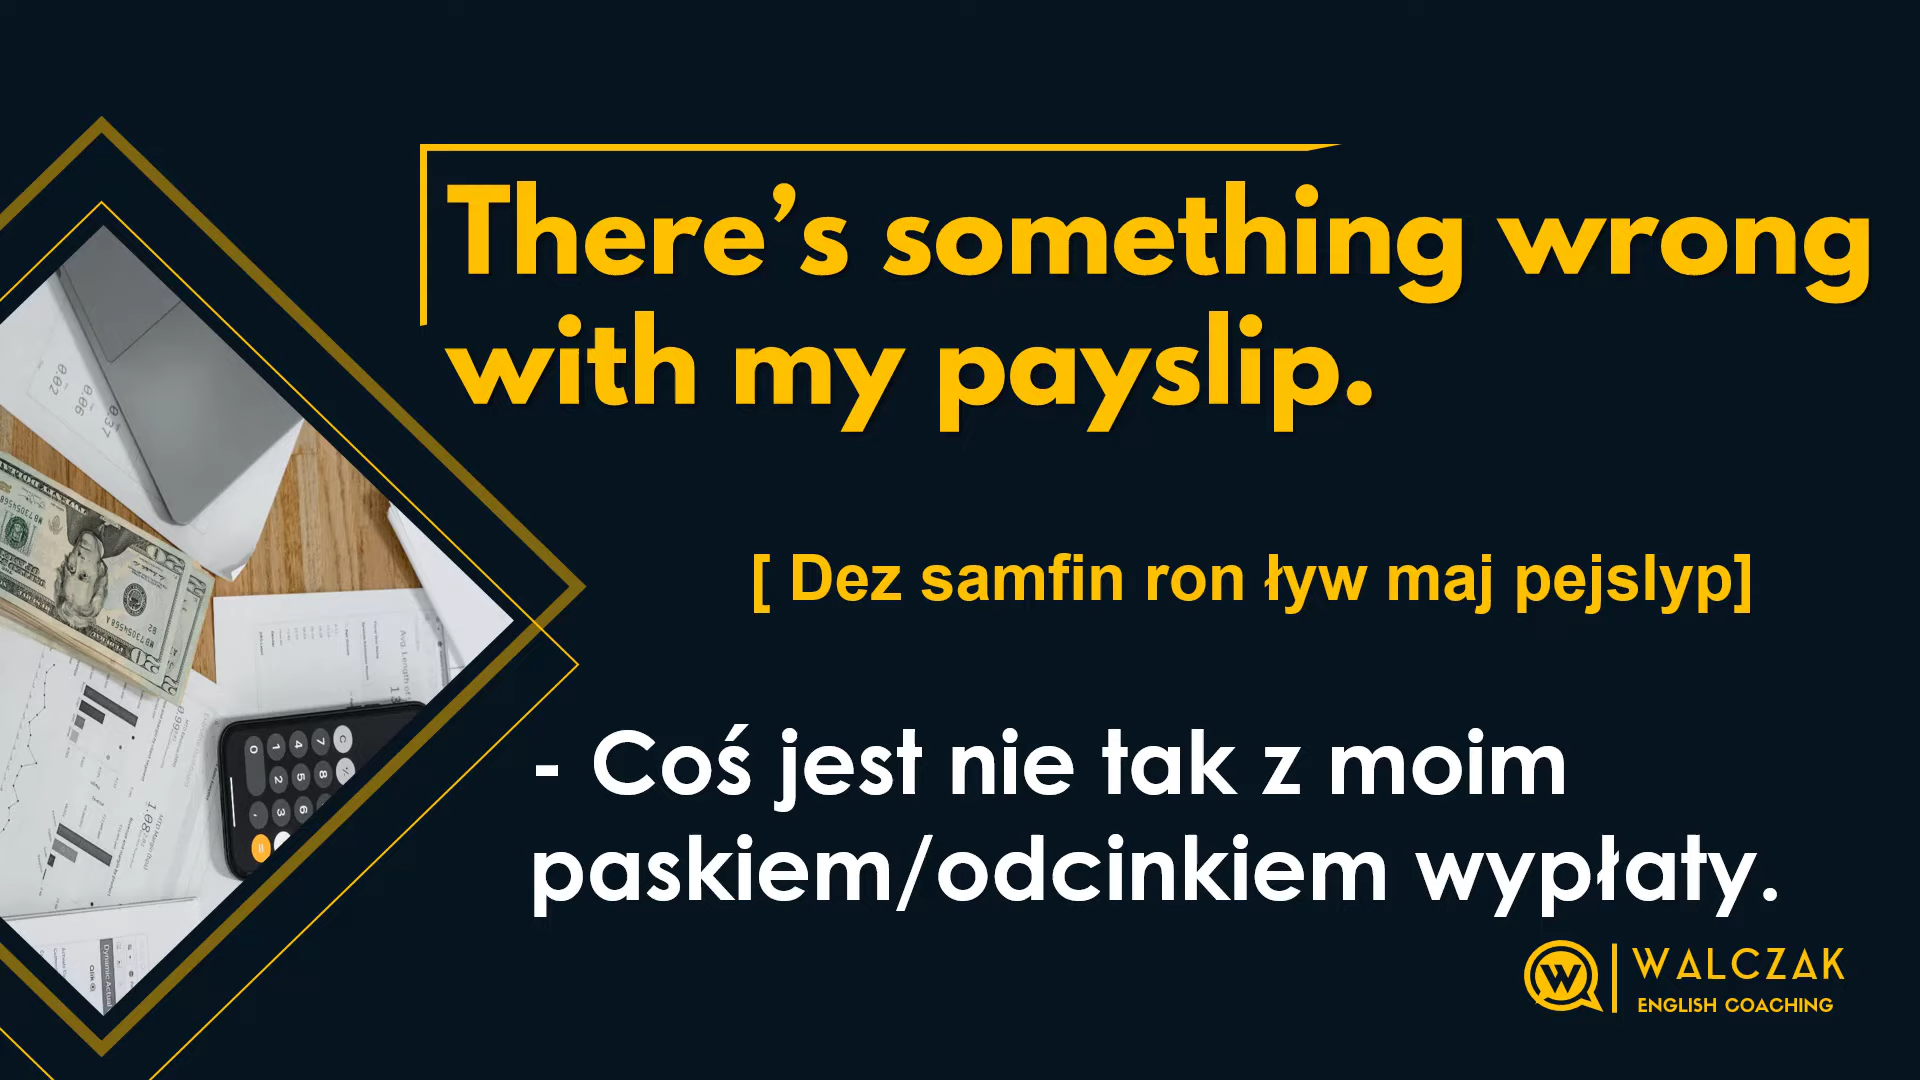 There’s something wrong
with my payslip.
[ Dez samfin ron ływ maj pejslyp]
- Coś jest nie tak z moim
paskiem/odcinkiem wypłaty.
W
WALCZAK
ENGLISH COACHING